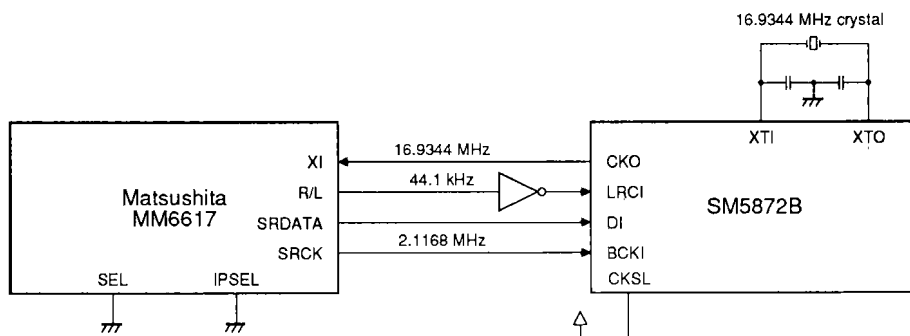 16.9344 MHz crystal
XTI XTO
XI 16.9344 MHz CKO
R/L 44.1 kHz LRCI
Matsushita
MM6617
SM5872B
SRDATA DI
SRCK 2.1168 MHz BCKI
SEL IPSEL CKSL